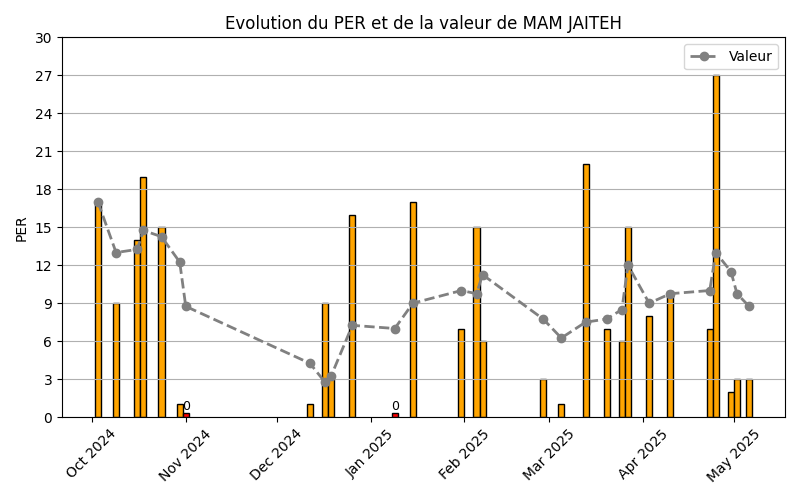 Evolution du PER et de la valeur de MAM JAITEH
Valeur
PER
30
27
24
21
18
15
12
9
6
3
0
0
0
Oct 2024
Nov 2024
Dec 2024
Jan 2025
Feb 2025
Mar 2025
Apr 2025
May 2025